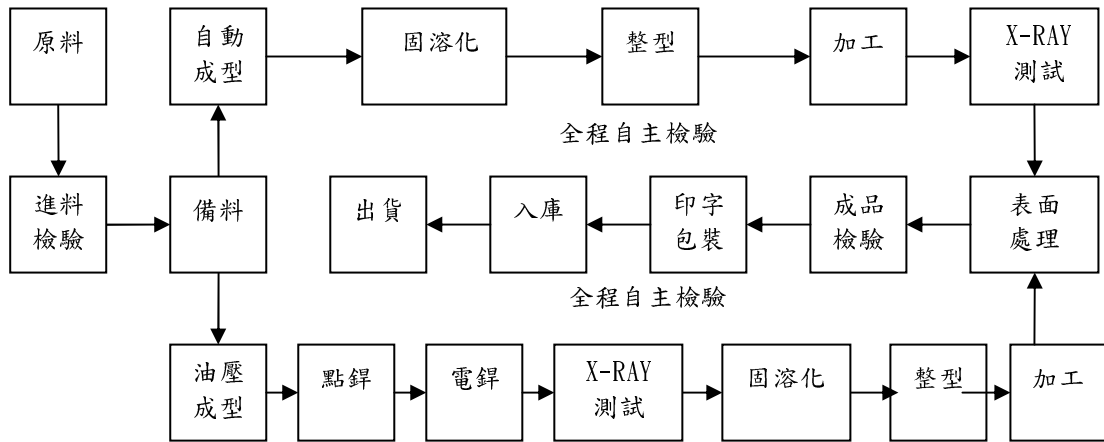 原料
自動
成型
固溶化
整型
加工
X-RAY
測試
全程自主檢驗
進料
檢驗
備料
出貨
入庫
印字
包裝
成品
檢驗
表面
處理
全程自主檢驗
油壓
成型
點銲
電銲
X-RAY
測試
固溶化
整型
加工